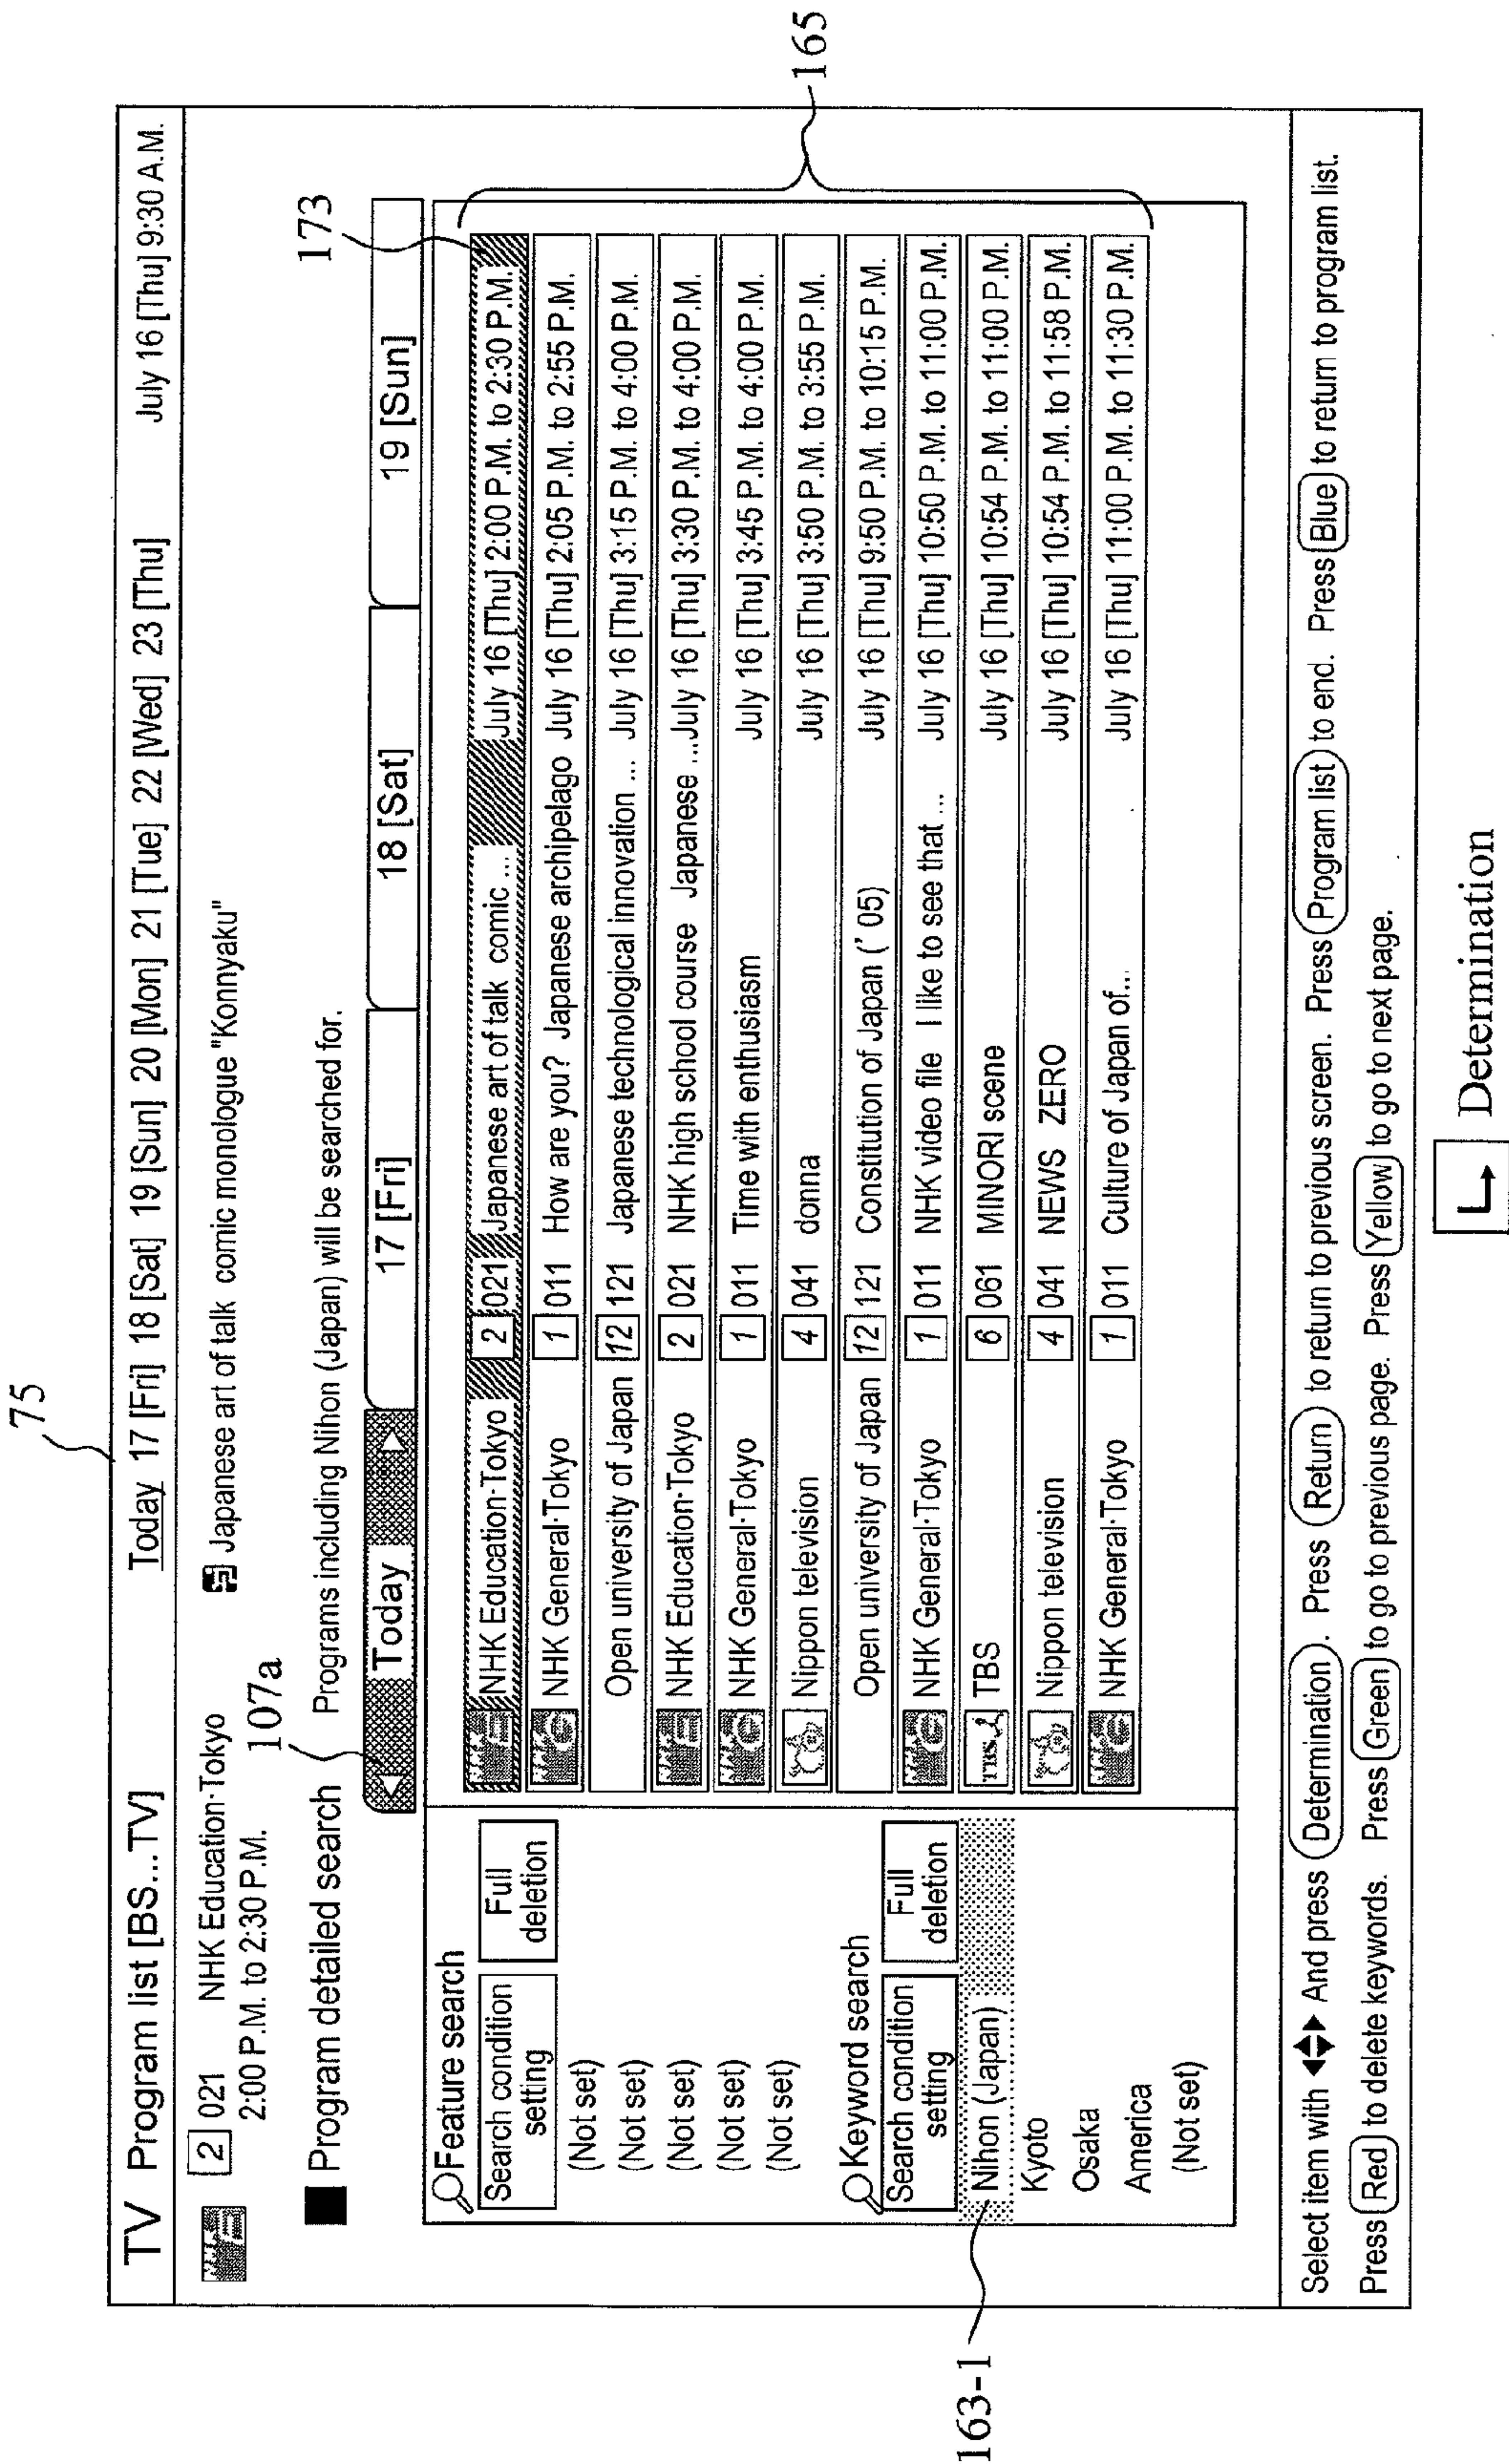 75
TV Program list [BS...TV] Today 17 [Fri] 18 [Sat] 19 [Sun] 20 [Mon] 21 [Tue] 22 [Wed] 23 [Thu] July 16 [Thu] 9:30 A.M.
2 021 NHK Education·Tokyo Japanese art of talk comic monologue "Konnyaku"
2:00 P.M. to 2:30 P.M.
107a
Program detailed search Programs including Nihon (Japan) will be searched for.
173
Today 17 [Fri] 18 [Sat] 19 [Sun]
Feature search
Search condition setting
Full deletion
(Not set)
(Not set)
(Not set)
(Not set)
(Not set)
Keyword search
Search condition setting
Full deletion
163-1
Nihon (Japan)
Kyoto
Osaka
America
(Not set)
NHK Education·Tokyo 2 021 Japanese art of talk comic ... July 16 [Thu] 2:00 P.M. to 2:30 P.M.
NHK General·Tokyo 1 011 How are you? Japanese archipelago July 16 [Thu] 2:05 P.M. to 2:55 P.M.
Open university of Japan 12 121 Japanese technological innovation ... July 16 [Thu] 3:15 P.M. to 4:00 P.M.
NHK Education·Tokyo 2 021 NHK high school course Japanese ...July 16 [Thu] 3:30 P.M. to 4:00 P.M.
NHK General·Tokyo 1 011 Time with enthusiasm July 16 [Thu] 3:45 P.M. to 4:00 P.M.
Nippon television 4 041 donna July 16 [Thu] 3:50 P.M. to 3:55 P.M.
Open university of Japan 12 121 Constitution of Japan (' 05) July 16 [Thu] 9:50 P.M. to 10:15 P.M.
NHK General·Tokyo 1 011 NHK video file I like to see that ... July 16 [Thu] 10:50 P.M. to 11:00 P.M.
TBS TBS 6 061 MINORI scene July 16 [Thu] 10:54 P.M. to 11:00 P.M.
Nippon television 4 041 NEWS ZERO July 16 [Thu] 10:54 P.M. to 11:58 P.M.
NHK General·Tokyo 1 011 Culture of Japan of... July 16 [Thu] 11:00 P.M. to 11:30 P.M.
165
Select item with And press Determination. Press Return to return to previous screen. Press Program list to end. Press Blue to return to program list.
Press Red to delete keywords. Press Green to go to previous page. Press Yellow to go to next page.
Determination